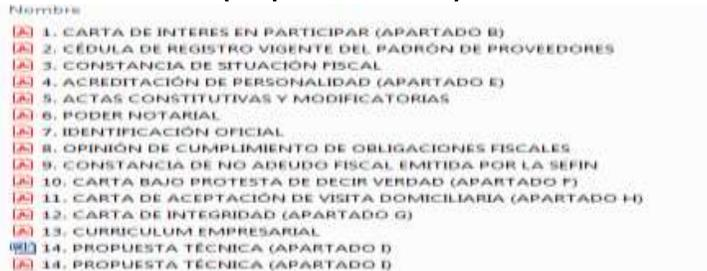 Nombre
1. CARTA DE INTERES EN PARTICIPAR (APARTADO B)
2. CÉDULA DE REGISTRO VIGENTE DEL PADRÓN DE PROVEEDORES
3. CONSTANCIA DE SITUACIÓN FISCAL
4. ACREDITACIÓN DE PERSONALIDAD (APARTADO E)
5. ACTAS CONSTITUTIVAS Y MODIFICATORIAS
6. PODER NOTARIAL
7. IDENTIFICACIÓN OFICIAL
8. OPINIÓN DE CUMPLIMIENTO DE OBLIGACIONES FISCALES
9. CONSTANCIA DE NO ADEUDO FISCAL EMITIDA POR LA SEFIN
10. CARTA BAJO PROTESTA DE DECIR VERDAD (APARTADO F)
11. CARTA DE ACEPTACIÓN DE VISITA DOMICILIARIA (APARTADO H)
12. CARTA DE INTEGRIDAD (APARTADO G)
13. CURRICULUM EMPRESARIAL
14. PROPUESTA TÉCNICA (APARTADO I)
14. PROPUESTA TÉCNICA (APARTADO I)